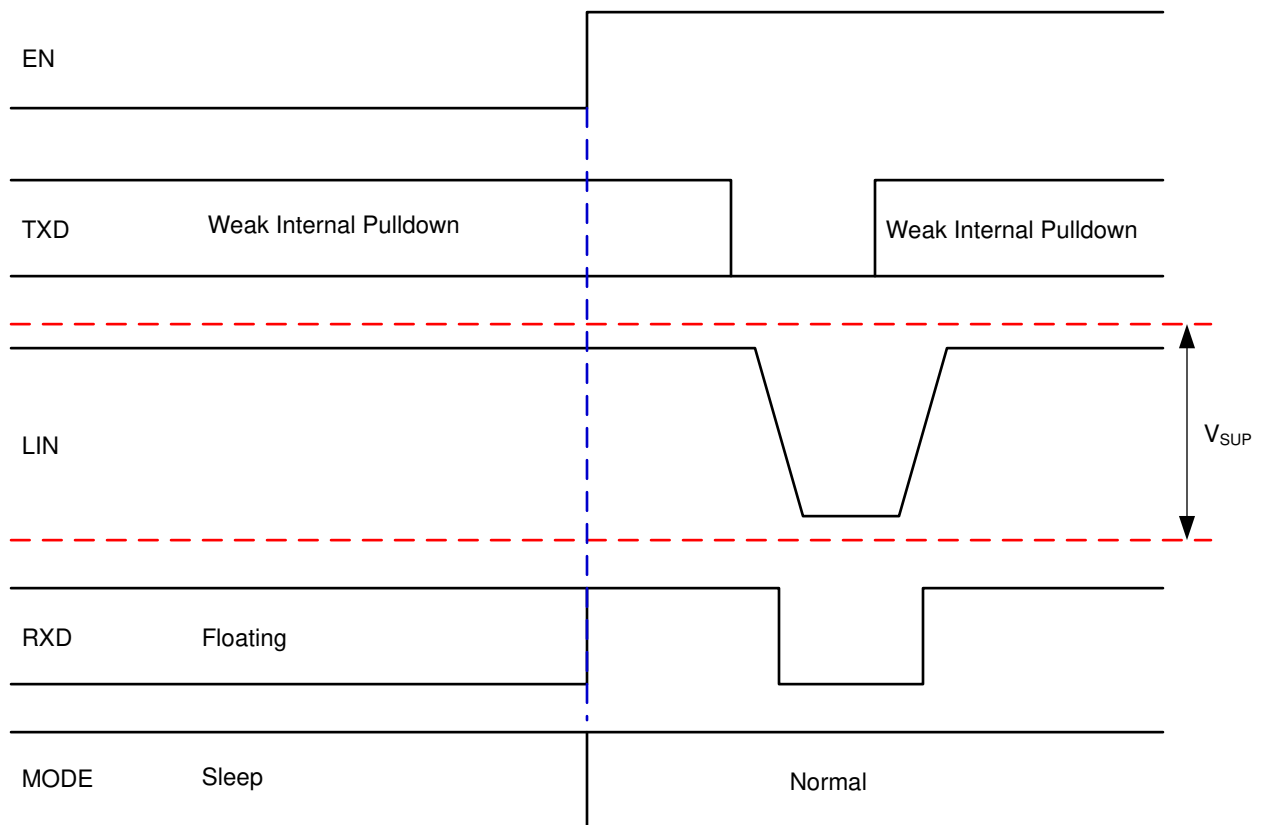 EN
TXD
Weak Internal Pulldown
Weak Internal Pulldown
LIN
VSUP
RXD
Floating
MODE
Sleep
Normal